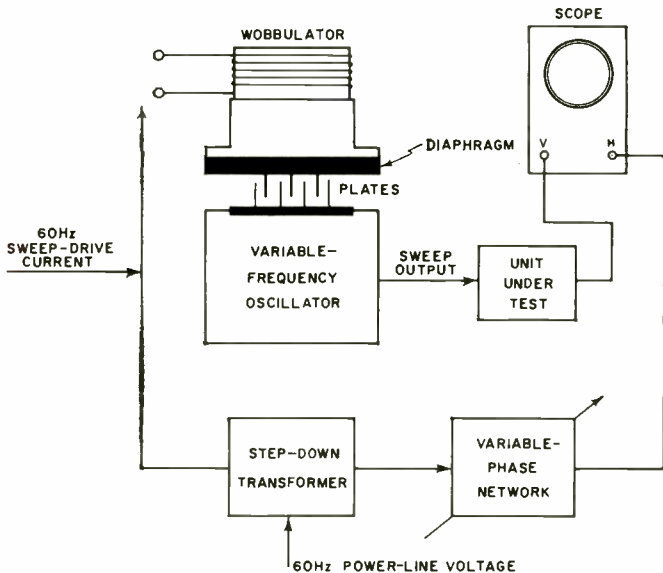 WOBBULATOR
SCOPE
DIAPHRAGM
V
H
PLATES
60Hz
SWEEP-DRIVE
CURRENT
VARIABLE-
FREQUENCY
OSCILLATOR
SWEEP
OUTPUT
UNIT
UNDER
TEST
STEP-DOWN
TRANSFORMER
VARIABLE-
PHASE
NETWORK
60Hz POWER-LINE VOLTAGE